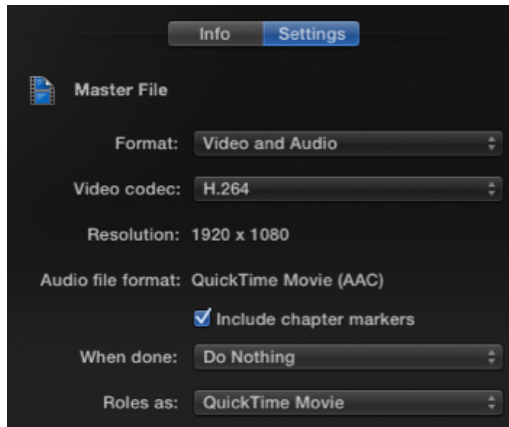 Info Settings
Master File
Format: Video and Audio
Video codec: H.264
Resolution: 1920 x 1080
Audio file format: QuickTime Movie (AAC)
Include chapter markers
When done: Do Nothing
Roles as: QuickTime Movie